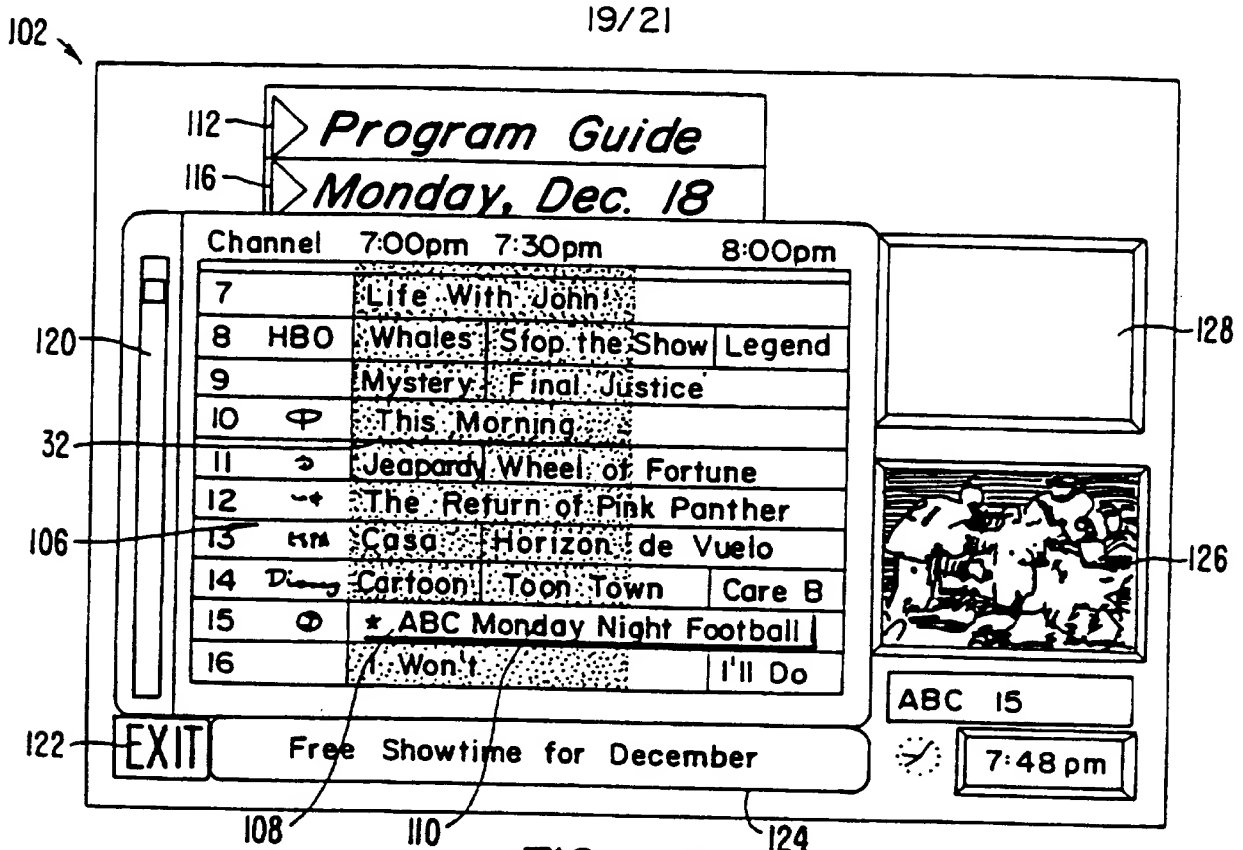 19/21
102
112
Program Guide
116
Monday, Dec. 18
Channel 7:00pm 7:30pm 8:00pm
7 Life With John
8 HBO Whales Stop the Show Legend
128
120
9 Mystery Final Justice
10 This Morning
32
11 Jeapardy Wheel of Fortune
12 The Return of Pink Panther
106
13 Casa Horizon de Vuelo
126
14 Disney Cartoon Toon Town Care B
15 * ABC Monday Night Football
16 I Won't I'll Do
ABC 15
122
EXIT Free Showtime for December
7:48 pm
108 110 124